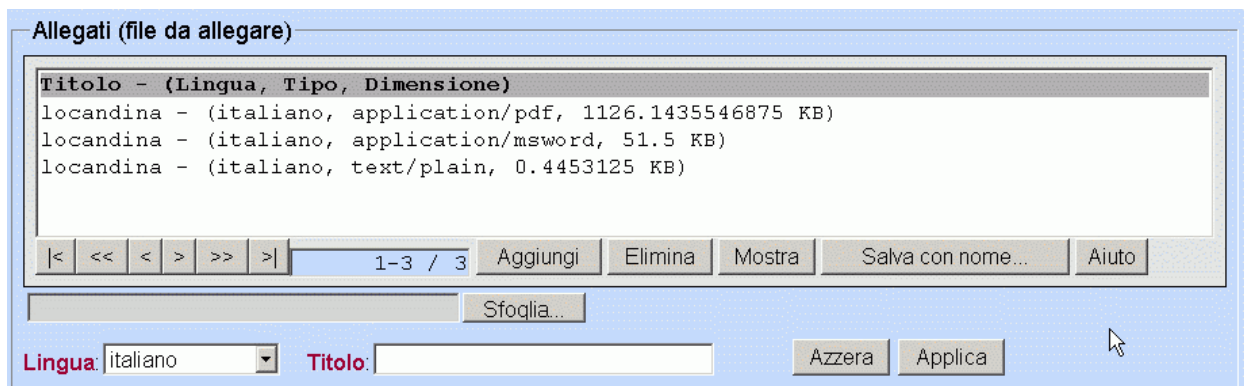 Allegati (file da allegare)
Titolo - (Lingua, Tipo, Dimensione)
locandina - (italiano, application/pdf, 1126.1435546875 KB)
locandina - (italiano, application/msword, 51.5 KB)
locandina - (italiano, text/plain, 0.4453125 KB)
|< << < > >> >| 1-3 / 3 Aggiungi Elimina Mostra Salva con nome... Aiuto
Sfoglia...
Lingua: italiano Titolo: Azzera Applica